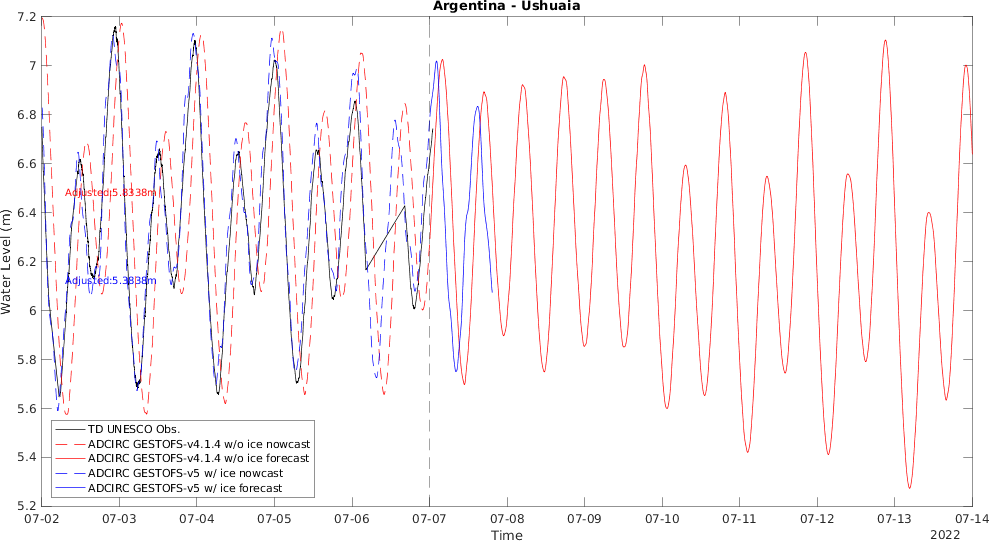 Argentina - Ushuaia
7.2
7
6.8
6.6
6.4
6.2
6
5.8
5.6
5.4
5.2
Water Level (m)
Adjusted:5.8338m
Adjusted:5.3838m
TD UNESCO Obs.
ADCIRC GESTOFS-v4.1.4 w/o ice nowcast
ADCIRC GESTOFS-v4.1.4 w/o ice forecast
ADCIRC GESTOFS-v5 w/ ice nowcast
ADCIRC GESTOFS-v5 w/ ice forecast
07-02 07-03 07-04 07-05 07-06 07-07 07-08 07-09 07-10 07-11 07-12 07-13 07-14
Time
2022